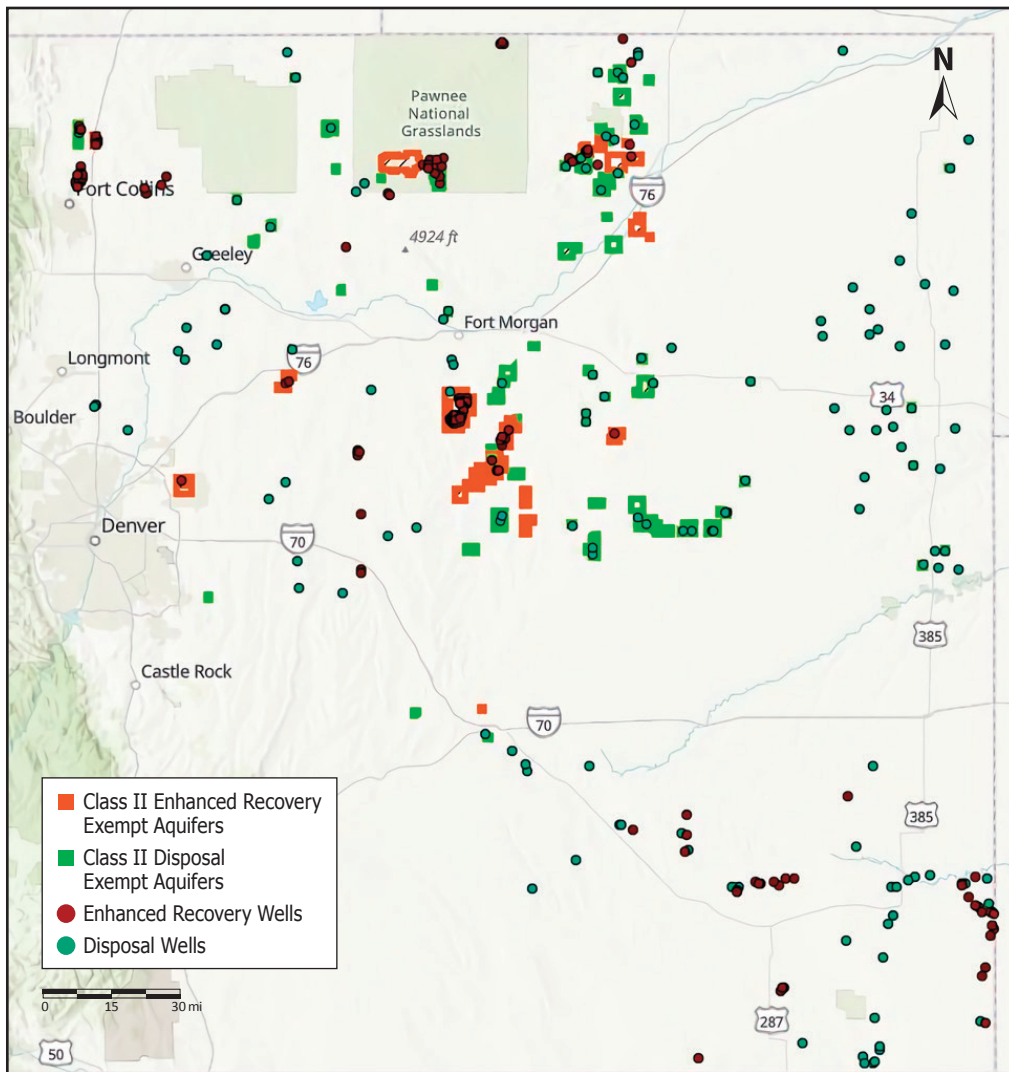 N
Pawnee
National
Grasslands
76
Fort Collins
4924 ft
Greeley
Fort Morgan
Longmont
76
34
Boulder
Denver
70
385
Castle Rock
70
Class II Enhanced Recovery
Exempt Aquifers
Class II Disposal
Exempt Aquifers
Enhanced Recovery Wells
Disposal Wells
385
0 15 30 mi
287
50